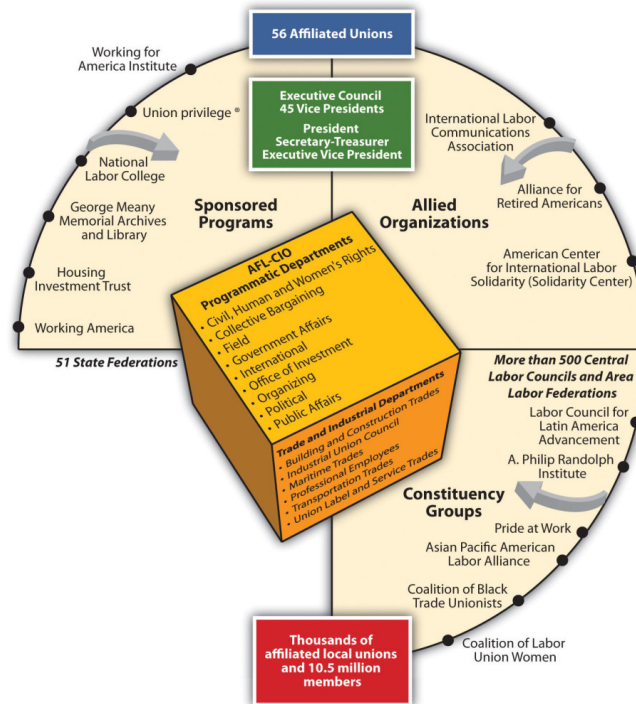 56 Affiliated Unions
Executive Council
45 Vice Presidents
President
Secretary-Treasurer
Executive Vice President
Working for
America Institute
Union privilege ®
National
Labor College
George Meany
Memorial Archives
and Library
Housing
Investment Trust
Working America
Sponsored
Programs
51 State Federations
International Labor
Communications
Association
Alliance for
Retired Americans
American Center
for International Labor
Solidarity (Solidarity Center)
Allied
Organizations
AFL-CIO
Programmatic Departments
• Civil, Human and Women's Rights
• Collective Bargaining
• Field
• Government Affairs
• International
• Office of Investment
• Organizing
• Political
• Public Affairs
Trade and Industrial Departments
• Building and Construction Trades
• Industrial Union Council
• Maritime Trades
• Professional Employees
• Transportation Trades
• Union Label and Service Trades
More than 500 Central
Labor Councils and Area
Labor Federations
Labor Council for
Latin America
Advancement
A. Philip Randolph
Institute
Constituency
Groups
Pride at Work
Asian Pacific American
Labor Alliance
Coalition of Black
Trade Unionists
Coalition of Labor
Union Women
Thousands of
affiliated local unions
and 10.5 million
members